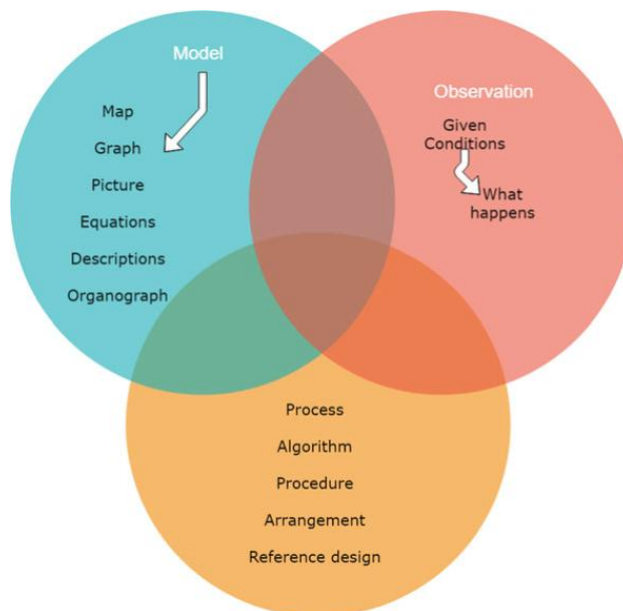 Model
Map
Graph
Picture
Equations
Descriptions
Organograph
Observation
Given
Conditions
What
happens
Process
Algorithm
Procedure
Arrangement
Reference design